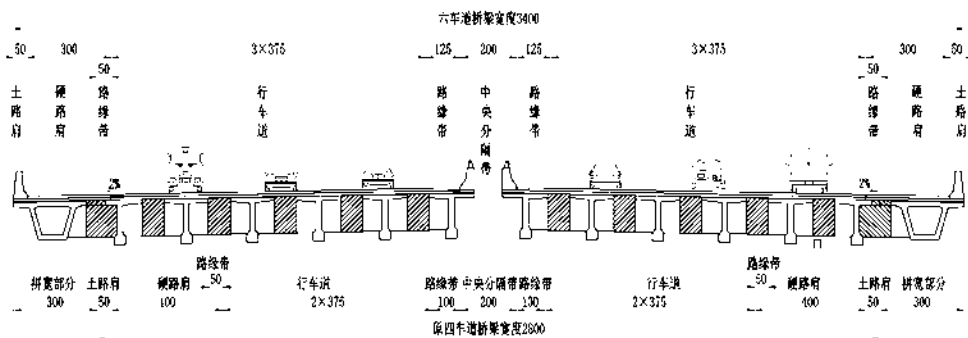 六车道桥梁宽度3400
50 300 3×375 125 200 125 3×375 300 50
50 50
土路肩 硬路肩 路缘带 行车道 路缘带 中央分隔带 路缘带 行车道 路缘带 硬路肩 土路肩
2% 2%
路缘带 路缘带
50 50
拼宽部分 土路肩 硬路肩 行车道 路缘带 中央分隔带 路缘带 行车道 硬路肩 土路肩 拼宽部分
300 50 400 2×375 100 200 100 2×375 400 50 300
原四车道桥梁宽度2800